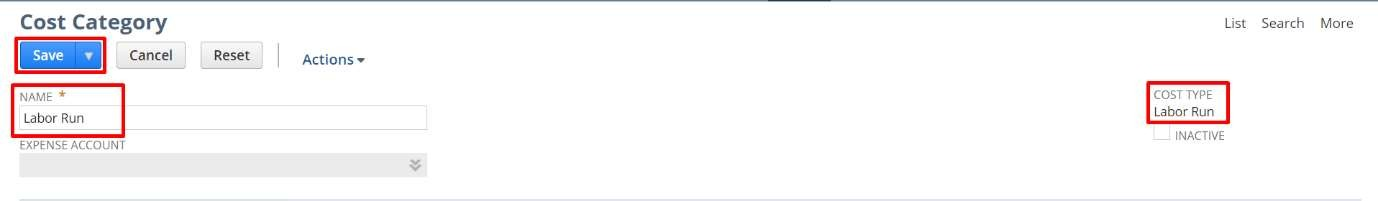 Cost Category
List Search More
Save Cancel Reset Actions
NAME *
Labor Run
EXPENSE ACCOUNT
COST TYPE
Labor Run
INACTIVE